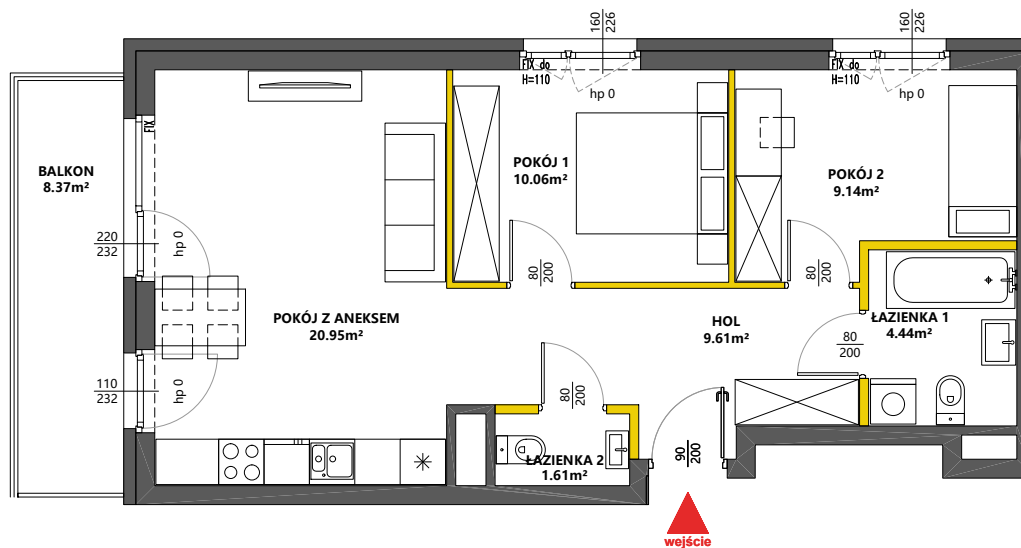 160
226
160
226
FIX do
H=110
hp 0
FIX do
H=110
hp 0
FIX
BALKON
8.37m²
POKÓJ 1
10.06m²
POKÓJ 2
9.14m²
220
232
hp 0
80
200
80
200
POKÓJ Z ANEKSEM
20.95m²
HOL
9.61m²
ŁAZIENKA 1
4.44m²
80
200
110
232
hp 0
80
200
ŁAZIENKA 2
1.61m²
90
200
wejście